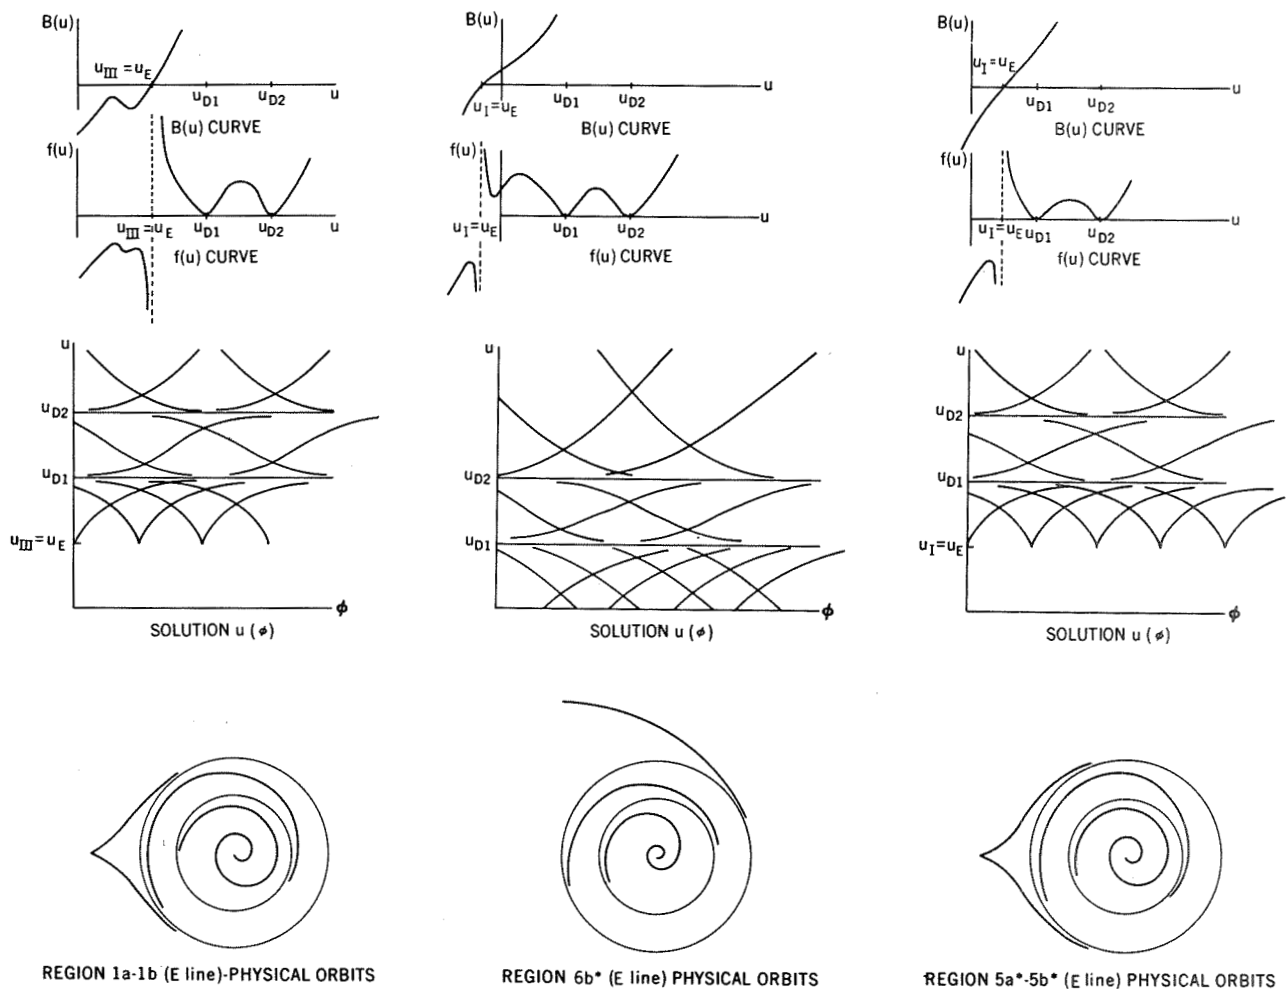 B(u)
u_III = u_E
u_D1
u_D2
u
B(u) CURVE
f(u)
u_III = u_E
u_D1
u_D2
u
f(u) CURVE
u
u_D2
u_D1
u_III = u_E
ϕ
SOLUTION u (ϕ)
REGION 1a-1b (E line)-PHYSICAL ORBITS
B(u)
u_I = u_E
u_D1
u_D2
u
B(u) CURVE
f(u)
u_I = u_E
u_D1
u_D2
u
f(u) CURVE
u
u_D2
u_D1
ϕ
SOLUTION u (ϕ)
REGION 6b* (E line) PHYSICAL ORBITS
B(u)
u_I = u_E
u_D1
u_D2
u
B(u) CURVE
f(u)
u_I = u_E
u_D1
u_D2
u
f(u) CURVE
u
u_D2
u_D1
u_I = u_E
ϕ
SOLUTION u (ϕ)
REGION 5a*-5b* (E line) PHYSICAL ORBITS